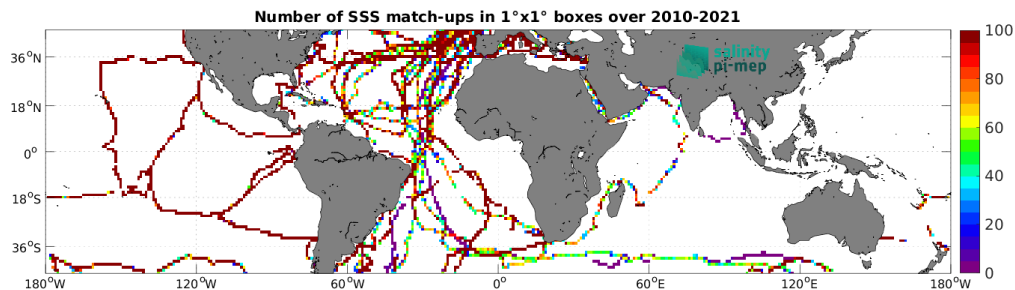 Number of SSS match-ups in 1°x1° boxes over 2010-2021
salinity
pi-mep
36°N
18°N
0°
18°S
36°S
180°W
120°W
60°W
0°
60°E
120°E
180°W
100
80
60
40
20
0